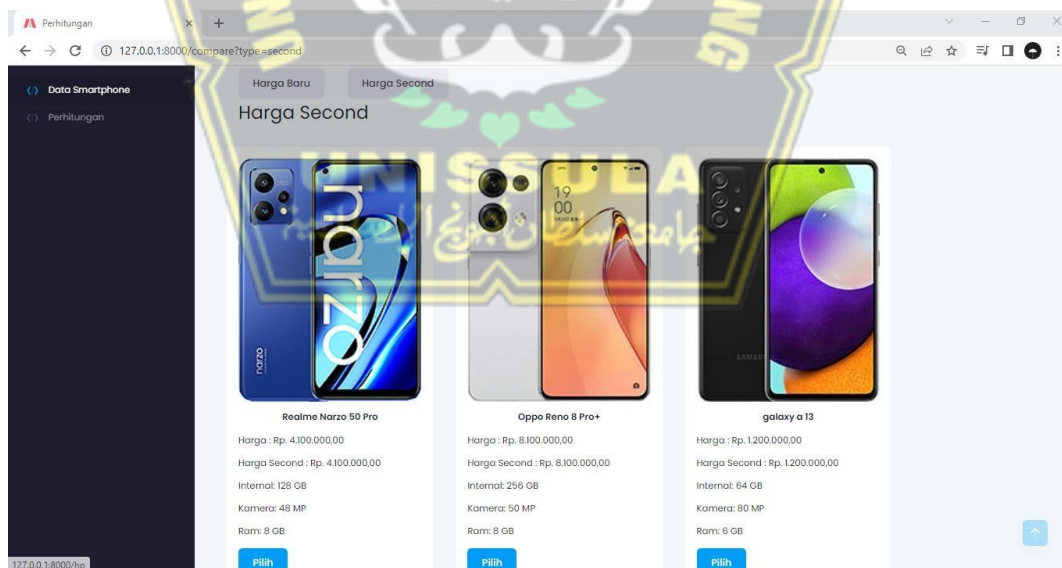 Perhitungan
127.0.0.1:8000/compare?type=second
Data Smartphone
Perhitungan
Harga Baru
Harga Second
Harga Second
UNISSULA
narzo
narzo
19
00
SAMSUNG
Realme Narzo 50 Pro
Harga : Rp. 4.100.000,00
Harga Second : Rp. 4.100.000,00
Internal: 128 GB
Kamera: 48 MP
Ram: 8 GB
Pilih
Oppo Reno 8 Pro+
Harga : Rp. 8.100.000,00
Harga Second : Rp. 8.100.000,00
Internal: 256 GB
Kamera: 50 MP
Ram: 8 GB
Pilih
galaxy a 13
Harga : Rp. 1.200.000,00
Harga Second : Rp. 1.200.000,00
Internal: 64 GB
Kamera: 80 MP
Ram: 6 GB
Pilih
127.0.0.1:8000/hp